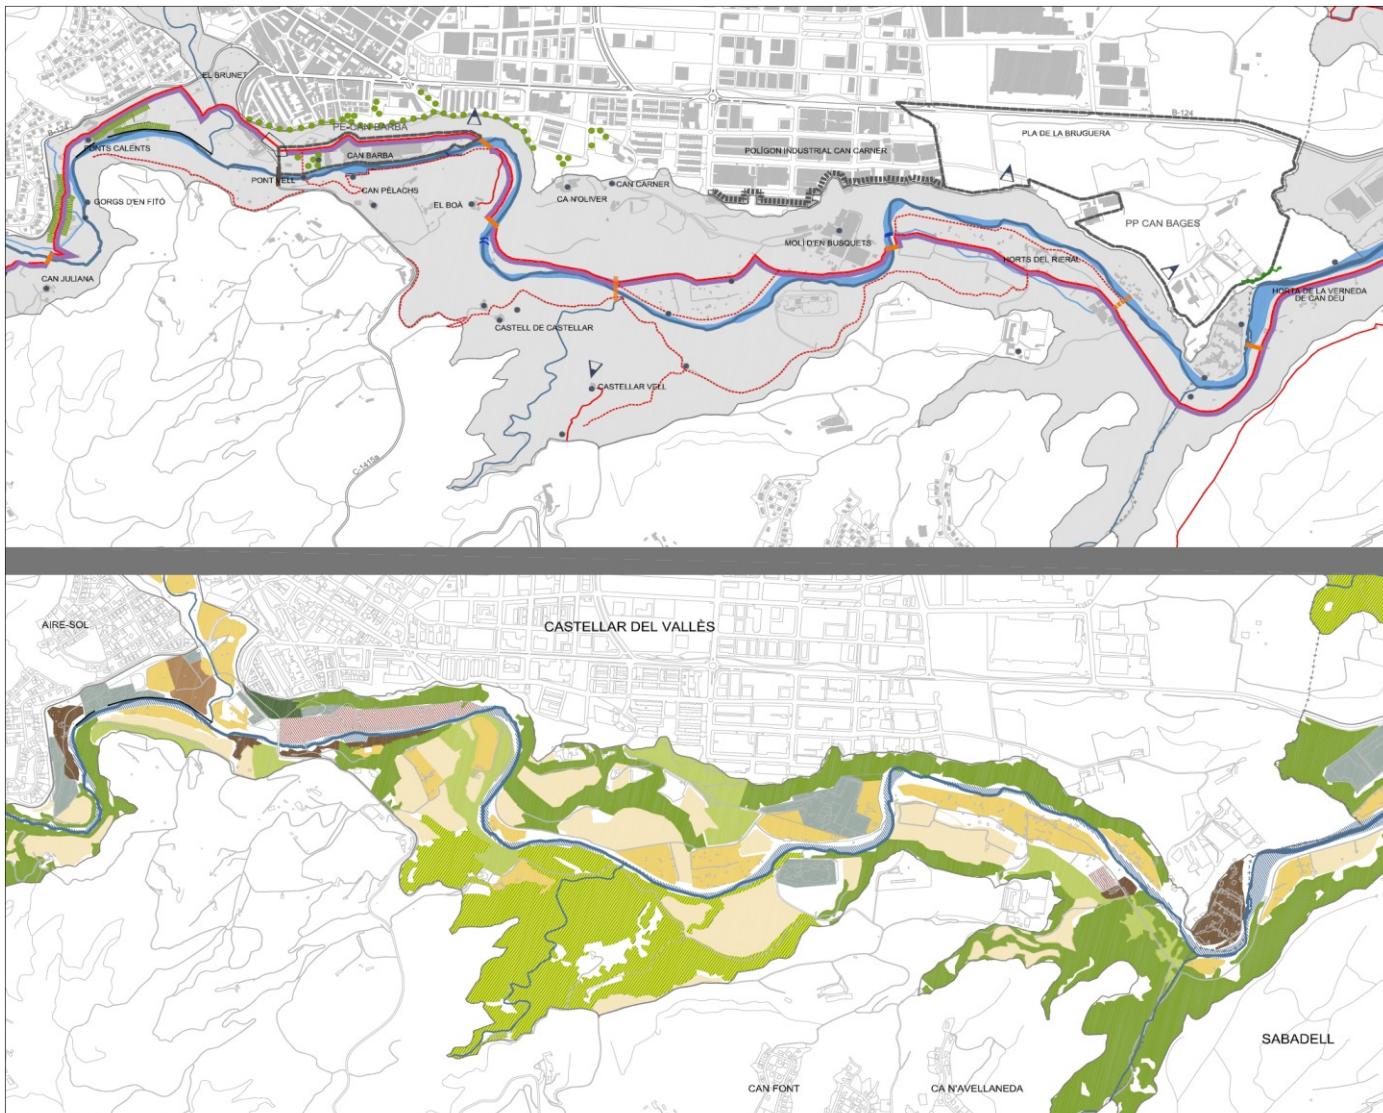 EL BRUNET
B-124
B-124
PE CAN BARBA
PLA DE LA BRUGUERA
PONTS CALENTS
CAN BARBA
POLÍGON INDUSTRIAL CAN CARNER
PONT VELL
CAN PÈLACHS
CAN CARNER
GORGS D'EN FITÓ
EL BOÀ
CA N'OLIVER
PP CAN BAGES
MOLÍ D'EN BUSQUETS
HORTS DEL RIERAL
CAN JULIANA
HORTA DE LA VERNEDA
DE CAN DEU
CASTELL DE CASTELLAR
CASTELLAR VELL
C-1415a
AIRE-SOL
CASTELLAR DEL VALLÈS
SABADELL
CAN FONT
CA N'AVELLANEDA